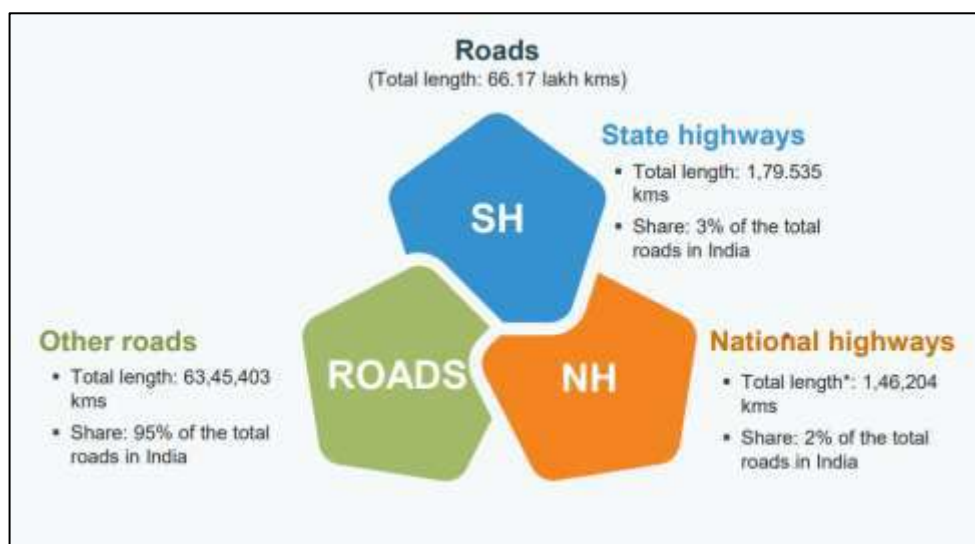 Roads
(Total length: 66.17 lakh kms)
State highways
▪ Total length: 1,79.535
kms
▪ Share: 3% of the total
roads in India
SH
Other roads
▪ Total length: 63,45,403
kms
▪ Share: 95% of the total
roads in India
ROADS
NH
National highways
▪ Total length*: 1,46,204
kms
▪ Share: 2% of the total
roads in India